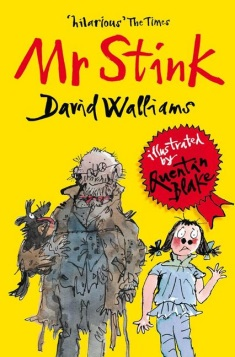 'hilarious' The Times
Mr Stink
David Walliams
illustrated
by
Quentin
Blake